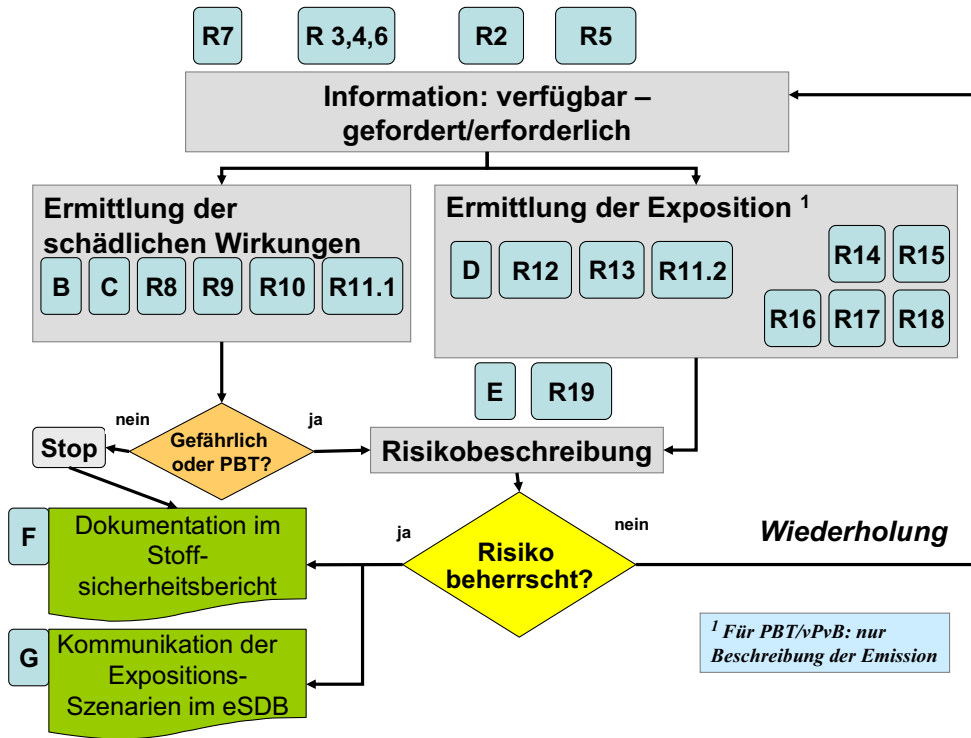 R7
R 3,4,6
R2
R5
Information: verfügbar –
gefordert/erforderlich
Ermittlung der
schädlichen Wirkungen
B
C
R8
R9
R10
R11.1
Ermittlung der Exposition ¹
D
R12
R13
R11.2
R14
R15
R16
R17
R18
E
R19
nein
ja
Stop
Gefährlich
oder PBT?
Risikobeschreibung
F
Dokumentation im
Stoff-
sicherheitsbericht
ja
nein
Risiko
beherrscht?
Wiederholung
G
Kommunikation der
Expositions-
Szenarien im eSDB
¹ Für PBT/vPvB: nur
Beschreibung der Emission